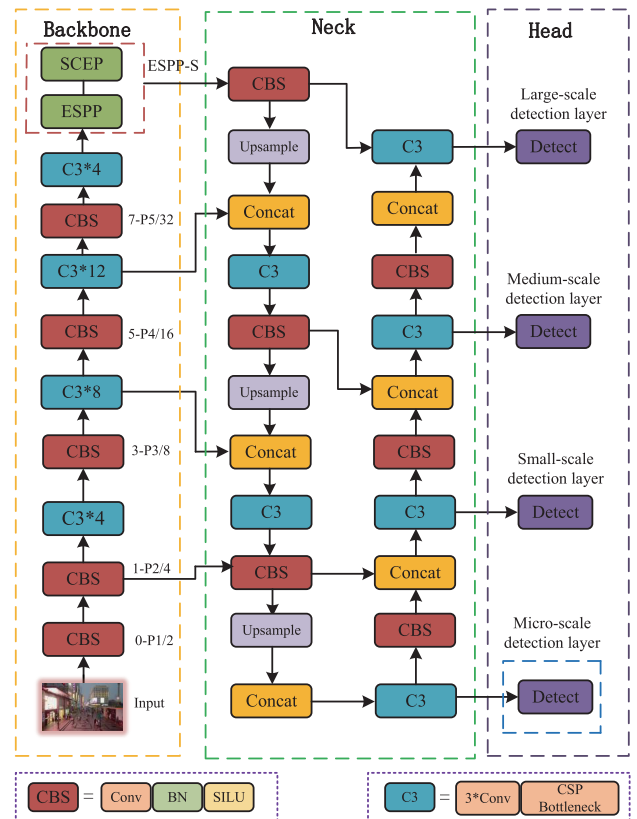 Backbone
SCEP
ESPP
ESPP-S
C3*4
CBS
7-P5/32
C3*12
CBS
5-P4/16
C3*8
CBS
3-P3/8
C3*4
CBS
1-P2/4
CBS
0-P1/2
Input
Neck
CBS
Upsample
Concat
C3
CBS
Upsample
Concat
C3
CBS
Upsample
Concat
C3
Concat
CBS
C3
Concat
CBS
C3
Concat
CBS
C3
Head
Large-scale
detection layer
Detect
Medium-scale
detection layer
Detect
Small-scale
detection layer
Detect
Micro-scale
detection layer
Detect
CBS = Conv BN SILU
C3 = 3*Conv CSP
Bottleneck